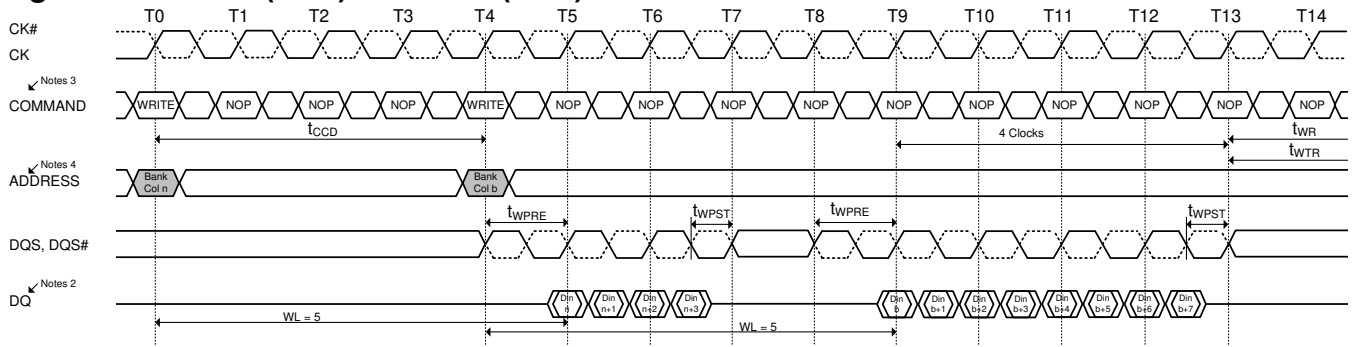 T0 T1 T2 T3 T4 T5 T6 T7 T8 T9 T10 T11 T12 T13 T14
CK#
CK
Notes 3
COMMAND WRITE NOP NOP NOP WRITE NOP NOP NOP NOP NOP NOP NOP NOP NOP NOP
tCCD 4 Clocks tWR
tWTR
Notes 4
ADDRESS Bank Col n Bank Col b
tWPRE tWPST tWPRE tWPST
DQS, DQS#
Notes 2
DQ Din n Din n+1 Din n+2 Din n+3 Din b Din b+1 Din b+2 Din b+3 Din b+4 Din b+5 Din b+6 Din b+7
WL = 5 WL = 5